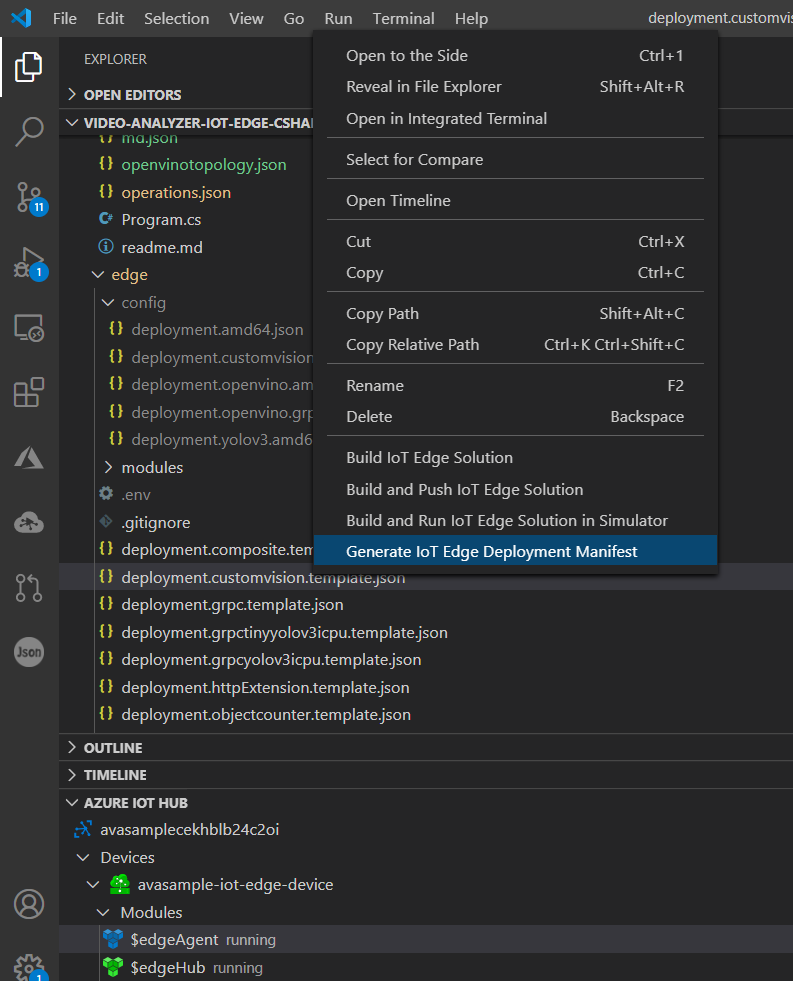 File Edit Selection View Go Run Terminal Help deployment.customvis
EXPLORER
OPEN EDITORS
VIDEO-ANALYZER-IOT-EDGE-CSHAR
md.json
openvinotopology.json
operations.json
Program.cs
readme.md
edge
config
deployment.amd64.json
deployment.customvision
deployment.openvino.am
deployment.openvino.grp
deployment.yolov3.amd6
modules
.env
.gitignore
deployment.composite.tem
deployment.customvision.template.json
deployment.grpc.template.json
deployment.grpctinyyolov3icpu.template.json
deployment.grpcyolov3icpu.template.json
deployment.httpExtension.template.json
deployment.objectcounter.template.json
OUTLINE
TIMELINE
AZURE IOT HUB
avasamplecekhblb24c2oi
Devices
avasample-iot-edge-device
Modules
$edgeAgent running
$edgeHub running
11
1
Json
1
Open to the Side Ctrl+1
Reveal in File Explorer Shift+Alt+R
Open in Integrated Terminal
Select for Compare
Open Timeline
Cut Ctrl+X
Copy Ctrl+C
Copy Path Shift+Alt+C
Copy Relative Path Ctrl+K Ctrl+Shift+C
Rename F2
Delete Backspace
Build IoT Edge Solution
Build and Push IoT Edge Solution
Build and Run IoT Edge Solution in Simulator
Generate IoT Edge Deployment Manifest